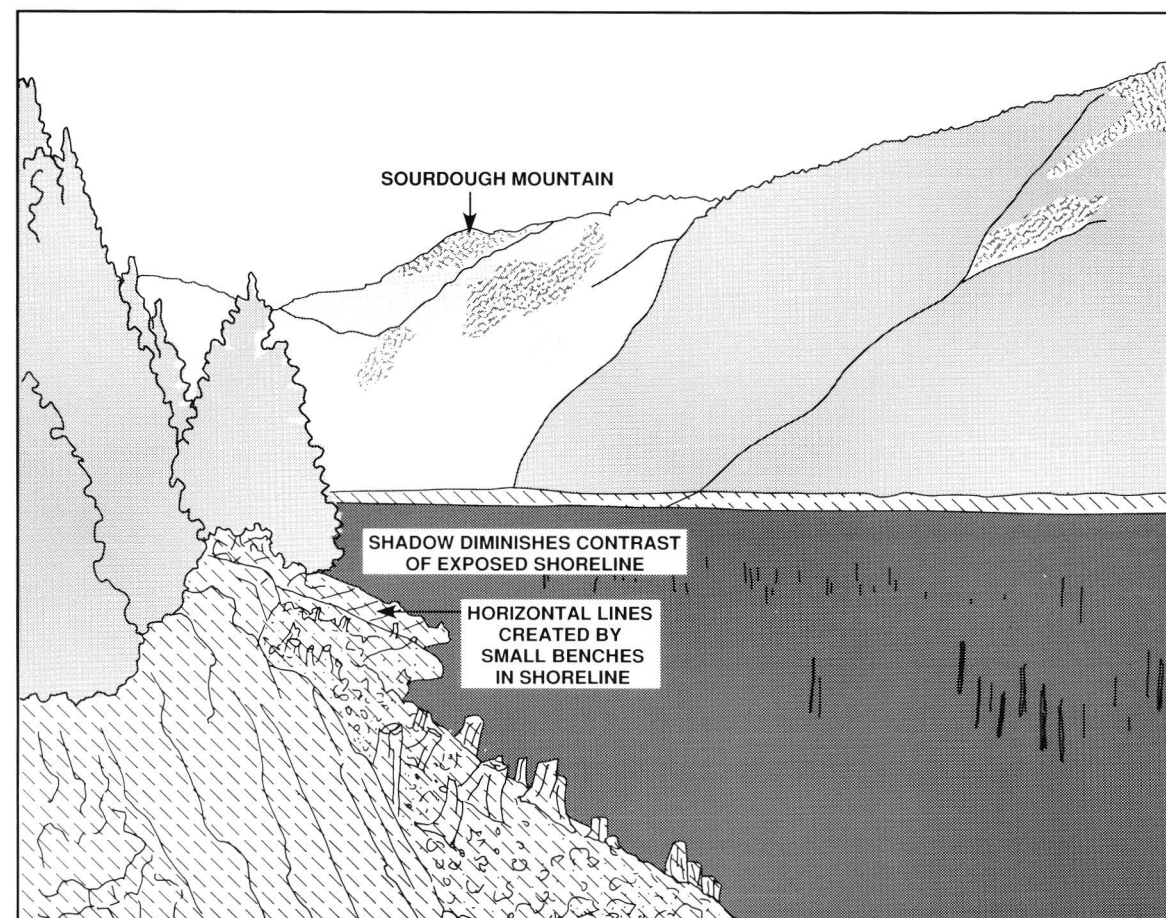 SOURDOUGH MOUNTAIN
SHADOW DIMINISHES CONTRAST
OF EXPOSED SHORELINE
HORIZONTAL LINES
CREATED BY
SMALL BENCHES
IN SHORELINE